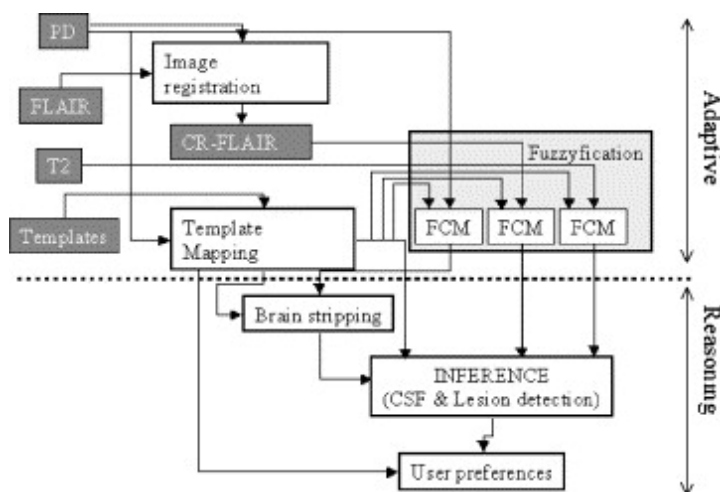 PD
Image
registration
FLAIR
Adaptive
CR-FLAIR
Fuzzyfication
T2
Templates
Template
Mapping
FCM
FCM
FCM
Brain stripping
Reasoning
INFERENCE
(CSF & Lesion detection)
User preferences